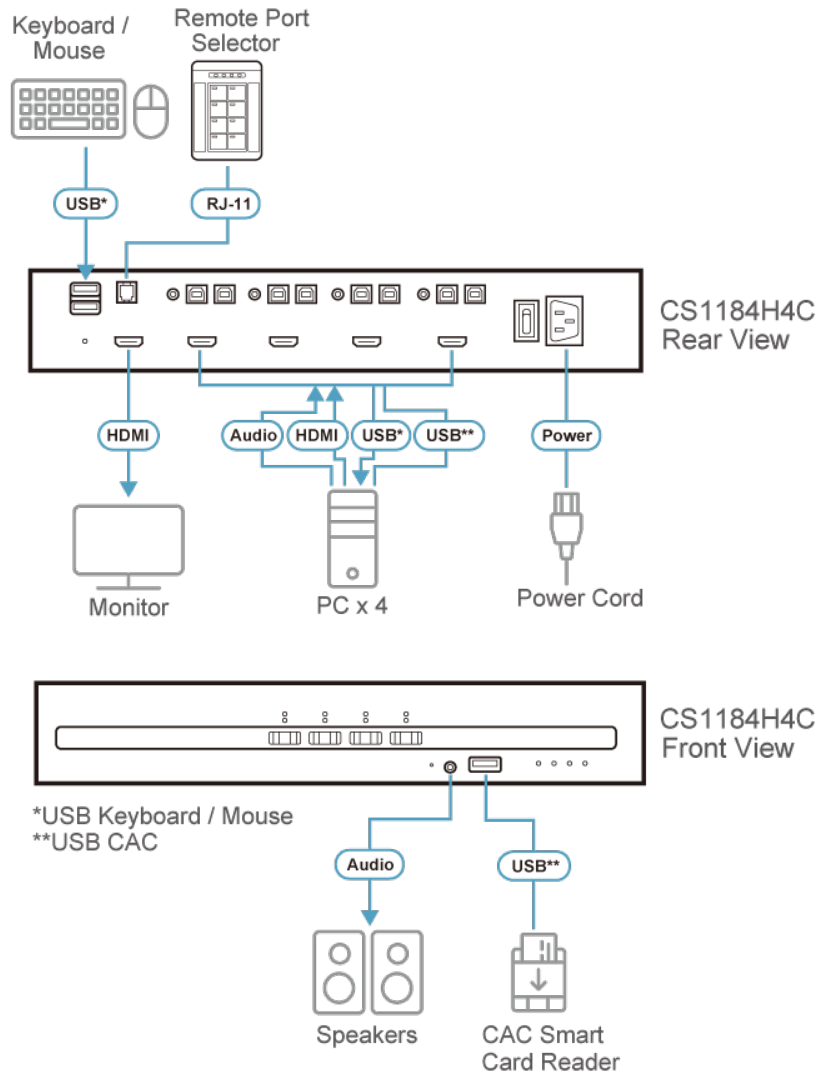 Keyboard /
Mouse
Remote Port
Selector
USB*
RJ-11
CS1184H4C
Rear View
HDMI
Audio
HDMI
USB*
USB**
Power
Monitor
PC x 4
Power Cord
CS1184H4C
Front View
*USB Keyboard / Mouse
**USB CAC
Audio
USB**
Speakers
CAC Smart
Card Reader